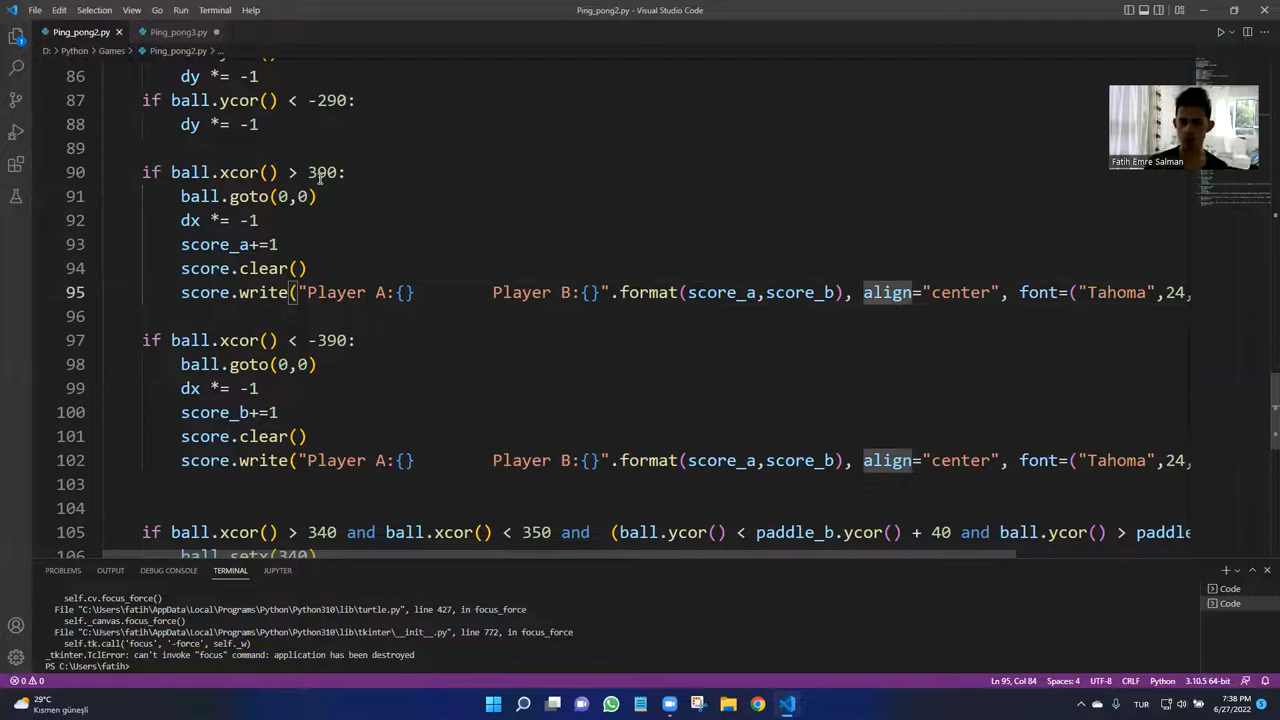 File Edit Selection View Go Run Terminal Help Ping_pong2.py - Visual Studio Code
Ping_pong2.py Ping_pong3.py
D: > Python > Games > Ping_pong2.py > ...
86 dy *= -1
87 if ball.ycor() < -290:
88 dy *= -1
89
90 if ball.xcor() > 390:
91 ball.goto(0,0)
92 dx *= -1
93 score_a+=1
94 score.clear()
95 score.write("Player A:{} Player B:{}".format(score_a,score_b), align="center", font=("Tahoma",24,
96
97 if ball.xcor() < -390:
98 ball.goto(0,0)
99 dx *= -1
100 score_b+=1
101 score.clear()
102 score.write("Player A:{} Player B:{}".format(score_a,score_b), align="center", font=("Tahoma",24,
103
104
105 if ball.xcor() > 340 and ball.xcor() < 350 and (ball.ycor() < paddle_b.ycor() + 40 and ball.ycor() > paddle
106 ball.setx(340)
Fatih Emre Salman
PROBLEMS OUTPUT DEBUG CONSOLE TERMINAL JUPYTER
self.cv.focus_force()
File "C:\Users\fatih\AppData\Local\Programs\Python\Python310\lib\turtle.py", line 427, in focus_force
self._canvas.focus_force()
File "C:\Users\fatih\AppData\Local\Programs\Python\Python310\lib\tkinter\__init__.py", line 772, in focus_force
self.tk.call('focus', '-force', self._w)
_tkinter.TclError: can't invoke "focus" command: application has been destroyed
PS C:\Users\fatih>
Code
Code
0 0 Ln 95, Col 84 Spaces: 4 UTF-8 CRLF Python 3.10.5 64-bit
29°C
Kısmen güneşli
TUR
7:38 PM
6/27/2022